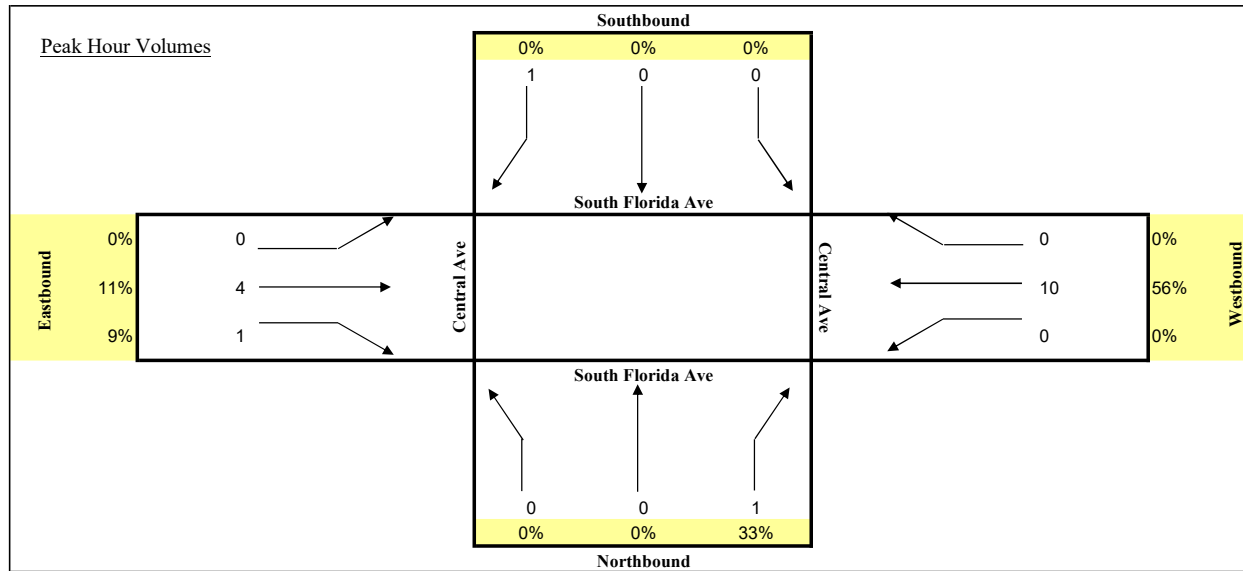 Southbound
Peak Hour Volumes
0% 0% 0%
1 0 0
South Florida Ave
Eastbound
0% 0
11% 4
9% 1
Central Ave
Central Ave
0 0%
10 56%
0 0%
Westbound
South Florida Ave
0 0 1
0% 0% 33%
Northbound